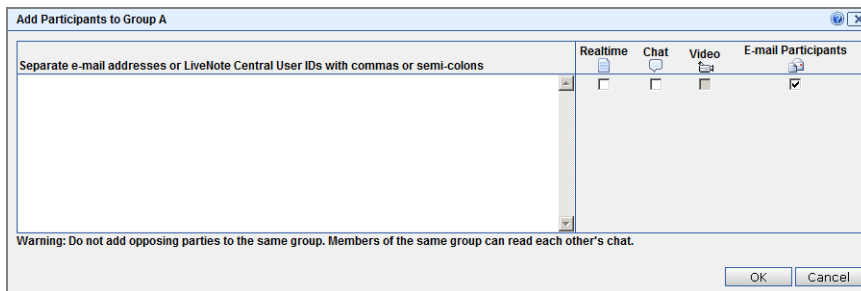 Add Participants to Group A
Realtime Chat Video E-mail Participants
Separate e-mail addresses or LiveNote Central User IDs with commas or semi-colons
Warning: Do not add opposing parties to the same group. Members of the same group can read each other's chat.
OK Cancel